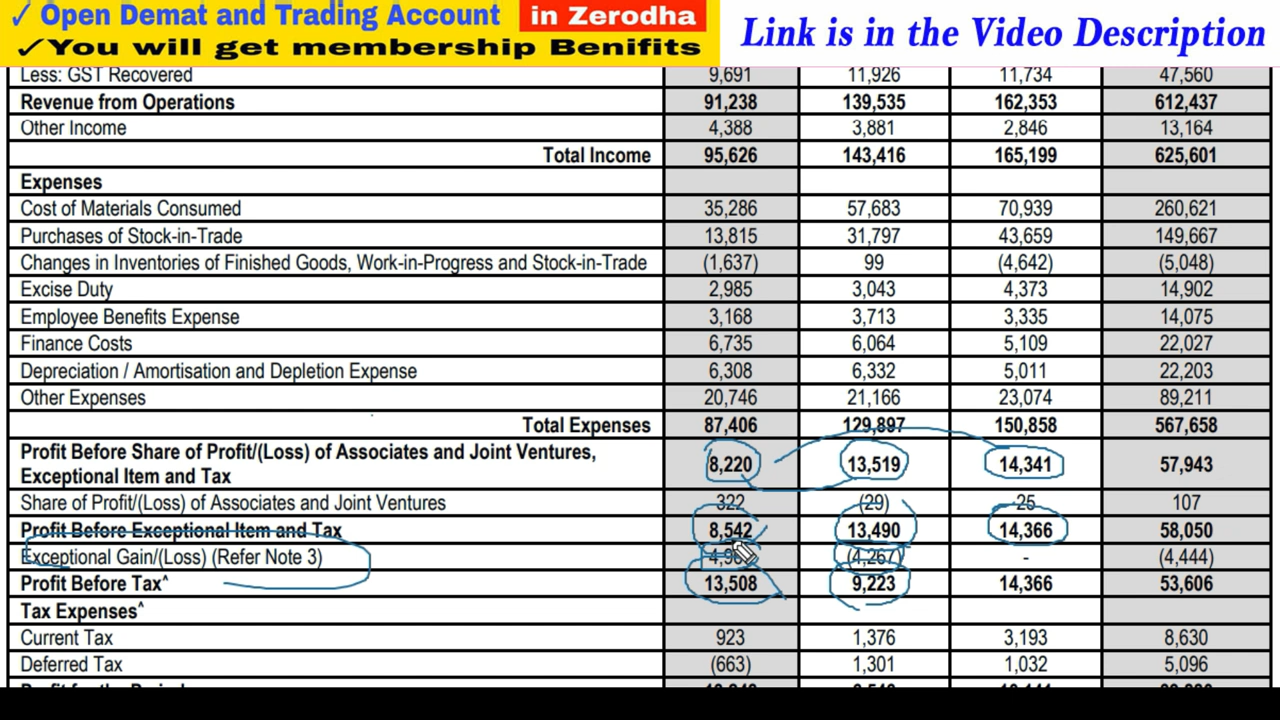 ✓ Open Demat and Trading Account in Zerodha
✓You will get membership Benifits
Link is in the Video Description
Less: GST Recovered 9,691 11,926 11,734 47,560
Revenue from Operations 91,238 139,535 162,353 612,437
Other Income 4,388 3,881 2,846 13,164
Total Income 95,626 143,416 165,199 625,601
Expenses
Cost of Materials Consumed 35,286 57,683 70,939 260,621
Purchases of Stock-in-Trade 13,815 31,797 43,659 149,667
Changes in Inventories of Finished Goods, Work-in-Progress and Stock-in-Trade (1,637) 99 (4,642) (5,048)
Excise Duty 2,985 3,043 4,373 14,902
Employee Benefits Expense 3,168 3,713 3,335 14,075
Finance Costs 6,735 6,064 5,109 22,027
Depreciation / Amortisation and Depletion Expense 6,308 6,332 5,011 22,203
Other Expenses 20,746 21,166 23,074 89,211
Total Expenses 87,406 129,897 150,858 567,658
Profit Before Share of Profit/(Loss) of Associates and Joint Ventures,
Exceptional Item and Tax 8,220 13,519 14,341 57,943
Share of Profit/(Loss) of Associates and Joint Ventures 322 (29) 25 107
Profit Before Exceptional Item and Tax 8,542 13,490 14,366 58,050
Exceptional Gain/(Loss) (Refer Note 3) (4,267) - (4,444)
Profit Before Tax^ 13,508 9,223 14,366 53,606
Tax Expenses^
Current Tax 923 1,376 3,193 8,630
Deferred Tax (663) 1,301 1,032 5,096